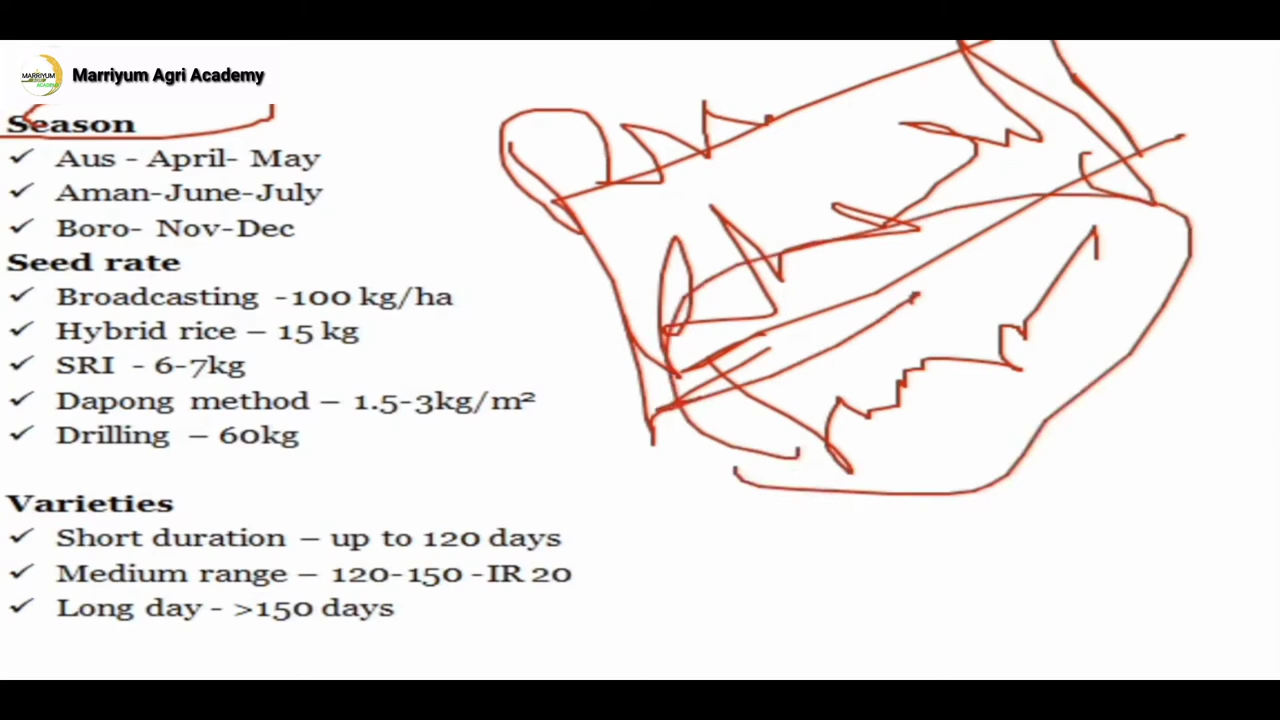 MARRIYUM
Marriyum Agri Academy
Season
✓ Aus - April- May
✓ Aman-June-July
✓ Boro- Nov-Dec
Seed rate
✓ Broadcasting -100 kg/ha
✓ Hybrid rice – 15 kg
✓ SRI - 6-7kg
✓ Dapong method – 1.5-3kg/m²
✓ Drilling – 60kg
Varieties
✓ Short duration – up to 120 days
✓ Medium range – 120-150 -IR 20
✓ Long day - >150 days